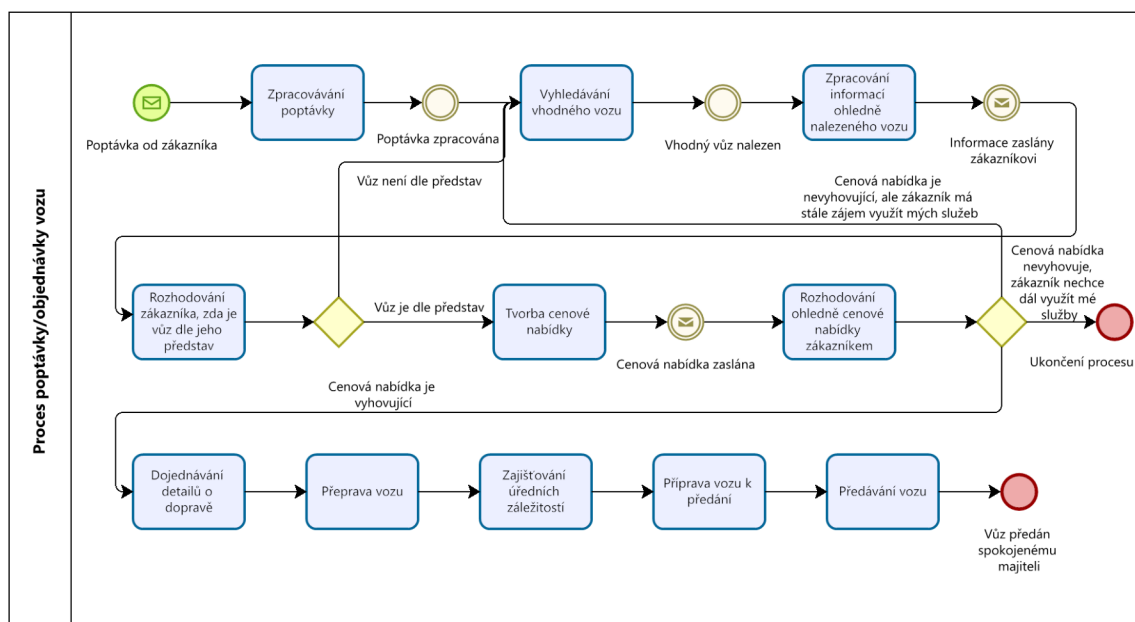 Proces poptávky/objednávky vozu
Zpracovávání
poptávky
Vyhledávání
vhodného vozu
Zpracování
informací
ohledně
nalezeného vozu
Poptávka od zákazníka
Poptávka zpracována
Vhodný vůz nalezen
Informace zaslány
zákazníkovi
Vůz není dle představ
Cenová nabídka je
nevyhovující, ale zákazník má
stále zájem využít mých služeb
Cenová nabídka
nevyhovuje,
zákazník nechce
dál využít mé
služby
Rozhodování
zákazníka, zda je
vůz dle jeho
představ
Vůz je dle představ
Tvorba cenové
nabídky
Rozhodování
ohledně cenové
nabídky
zákazníkem
Cenová nabídka zaslána
Ukončení procesu
Cenová nabídka je
vyhovující
Dojednávání
detailů o
dopravě
Přeprava vozu
Zajišťování
úředních
záležitostí
Příprava vozu k
předání
Předávání vozu
Vůz předán
spokojenému
majiteli